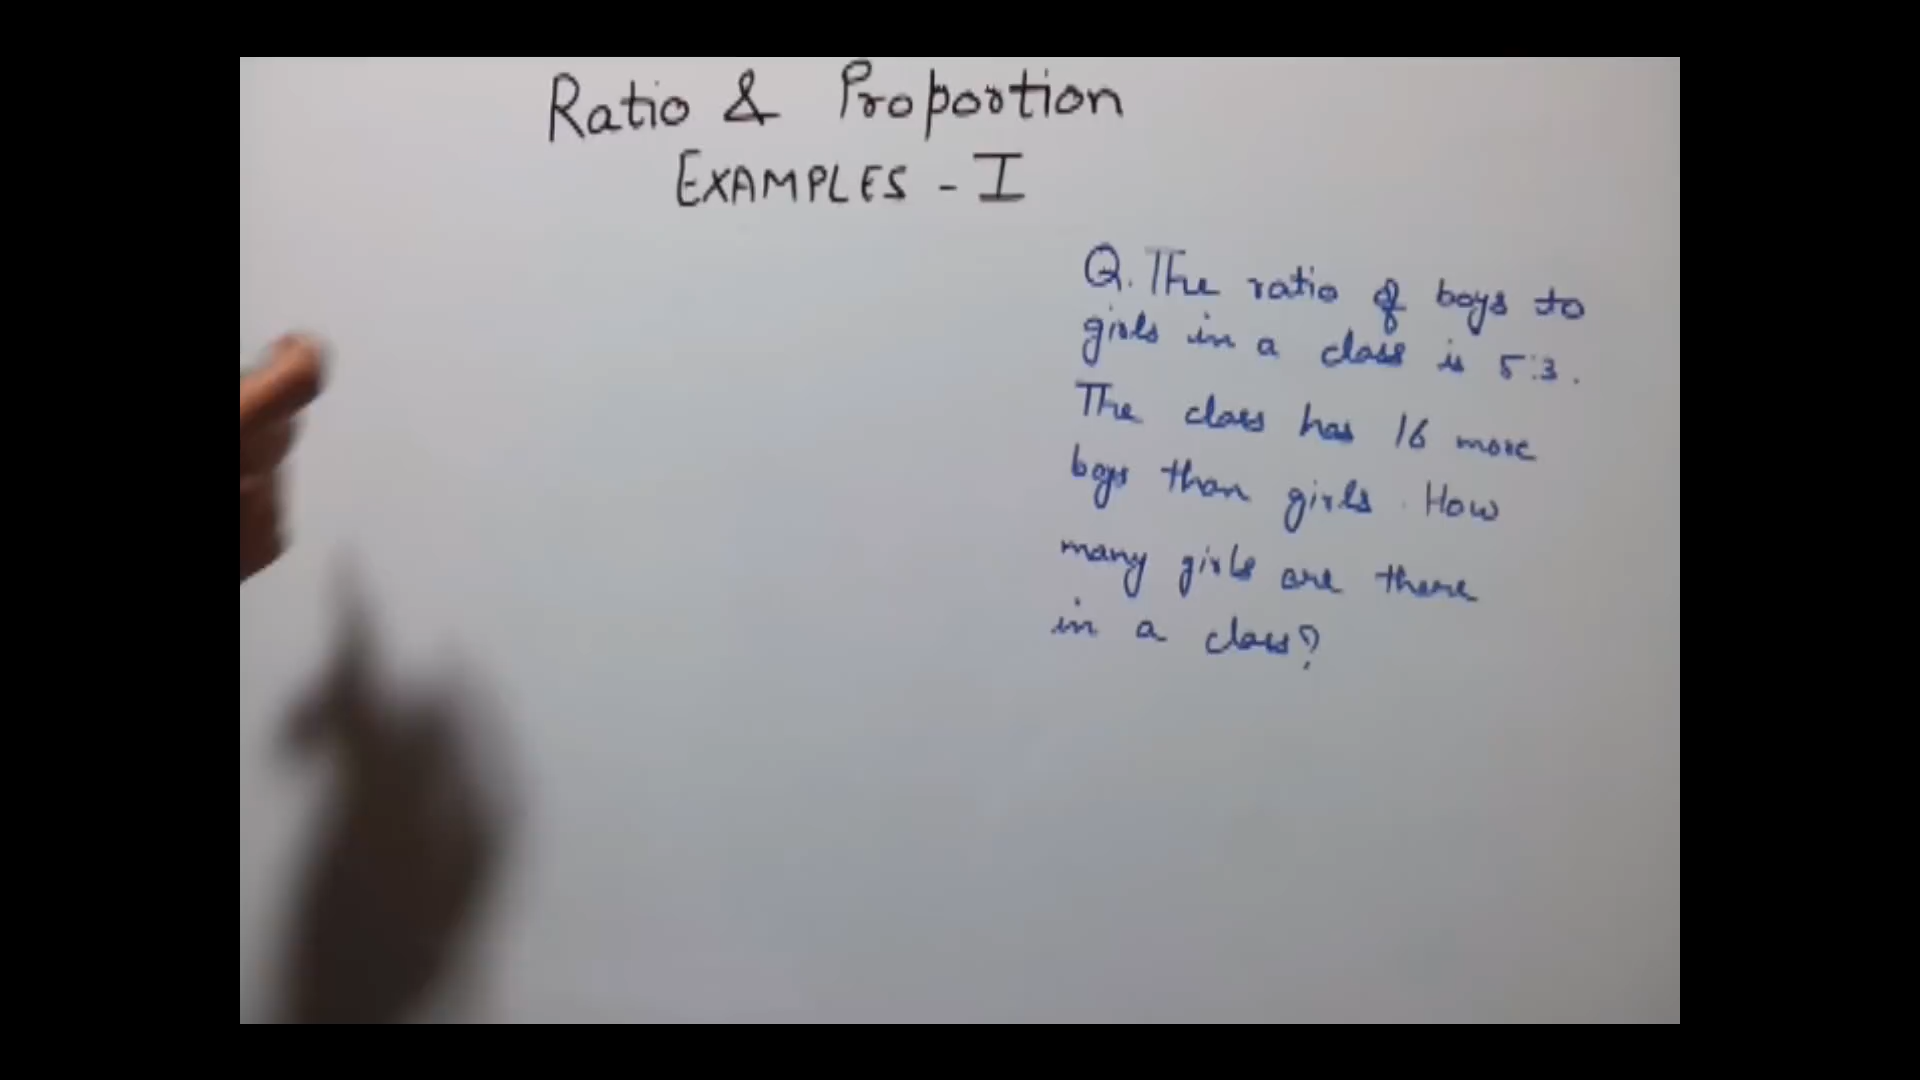 Ratio & Proportion
EXAMPLES - I
Q. The ratio of boys to
girls in a class is 5:3.
The class has 16 more
boys than girls. How
many girls are there
in a class?